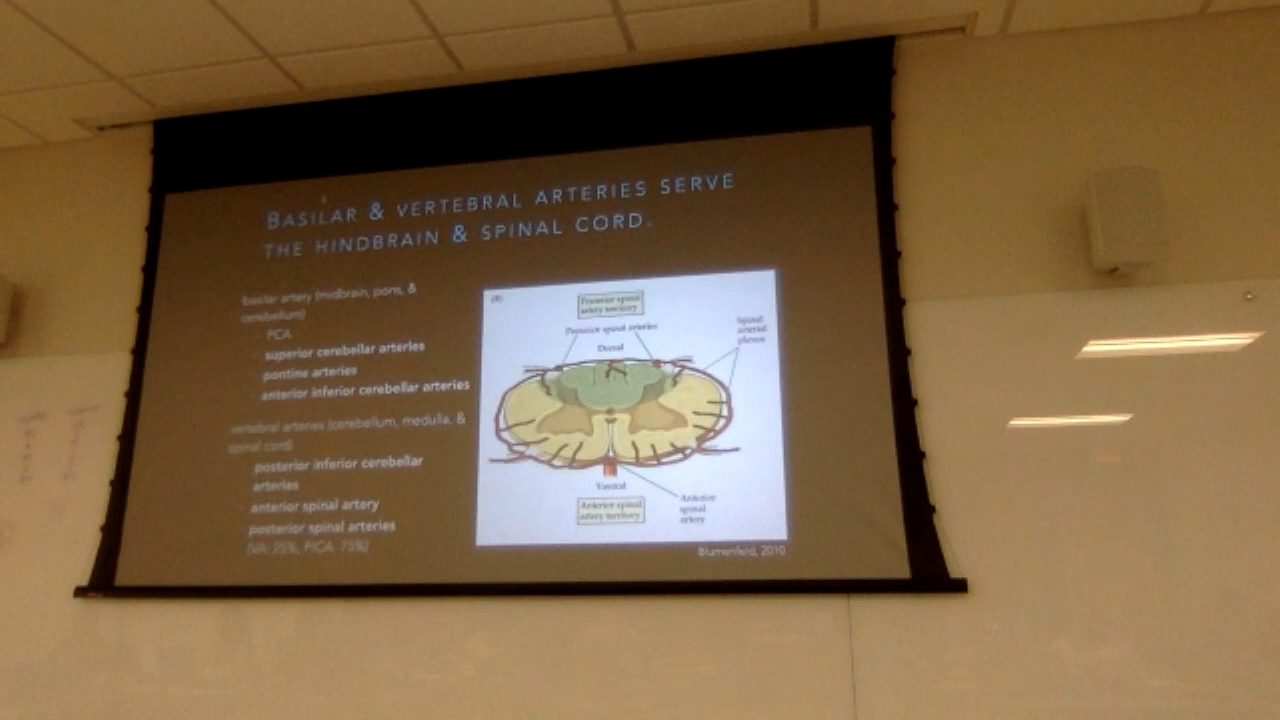 BASILAR & VERTEBRAL ARTERIES SERVE
THE HINDBRAIN & SPINAL CORD.
basilar artery (midbrain, pons, &
cerebellum)
PCA
superior cerebellar arteries
pontine arteries
anterior inferior cerebellar arteries
vertebral arteries (cerebellum, medulla, &
spinal cord)
posterior inferior cerebellar
arteries
anterior spinal artery
posterior spinal arteries
(VA: 25%, PICA: 75%)
(B)
Posterior spinal
artery territory
Posterior spinal arteries
Dorsal
Spinal
arterial
plexus
Ventral
Anterior spinal
artery territory
Anterior
spinal
artery
Blumenfeld, 2010